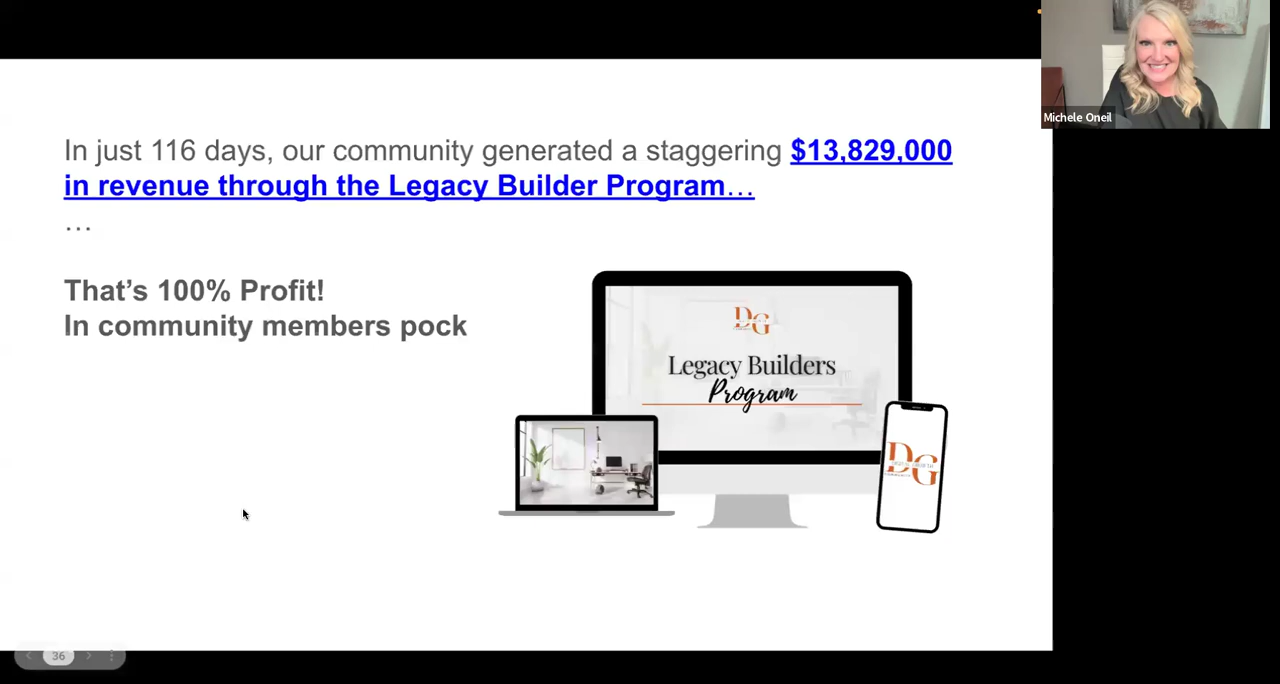 Michele Oneil
In just 116 days, our community generated a staggering $13,829,000
in revenue through the Legacy Builder Program…
…
That’s 100% Profit!
In community members pock
DG
Legacy Builders
Program
DG
36